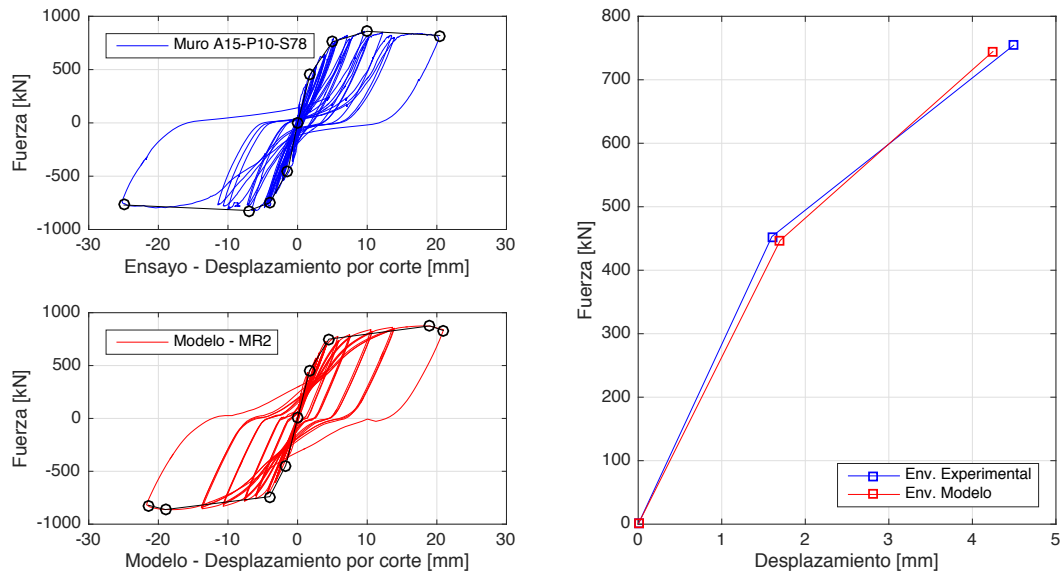 1000
500
0
-500
-1000
Fuerza [kN]
Muro A15-P10-S78
-30 -20 -10 0 10 20 30
Ensayo - Desplazamiento por corte [mm]
1000
500
0
-500
-1000
Fuerza [kN]
Modelo - MR2
-30 -20 -10 0 10 20 30
Modelo - Desplazamiento por corte [mm]
800
700
600
500
400
300
200
100
0
Fuerza [kN]
Env. Experimental
Env. Modelo
0 1 2 3 4 5
Desplazamiento [mm]